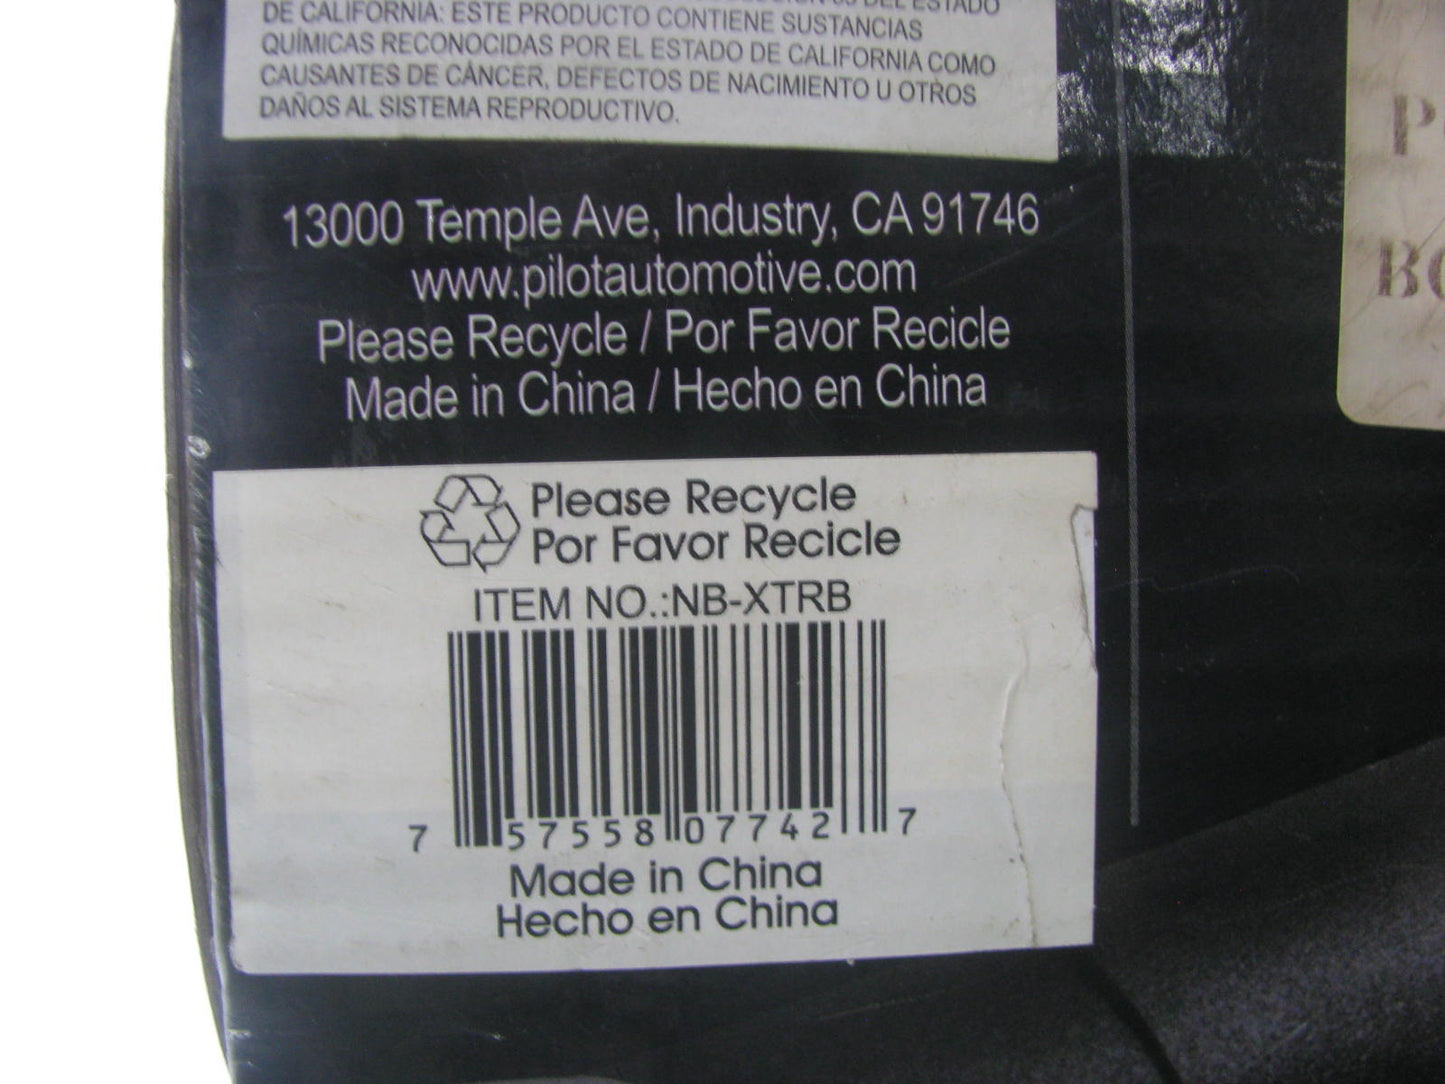 DEL ESTADO
DE CALIFORNIA: ESTE PRODUCTO CONTIENE SUSTANCIAS
QUÍMICAS RECONOCIDAS POR EL ESTADO DE CALIFORNIA COMO
CAUSANTES DE CÁNCER, DEFECTOS DE NACIMIENTO U OTROS
DAÑOS AL SISTEMA REPRODUCTIVO.
13000 Temple Ave, Industry, CA 91746
www.pilotautomotive.com
Please Recycle / Por Favor Recicle
Made in China / Hecho en China
Please Recycle
Por Favor Recicle
ITEM NO.:NB-XTRB
7 57558 07742 7
Made in China
Hecho en China